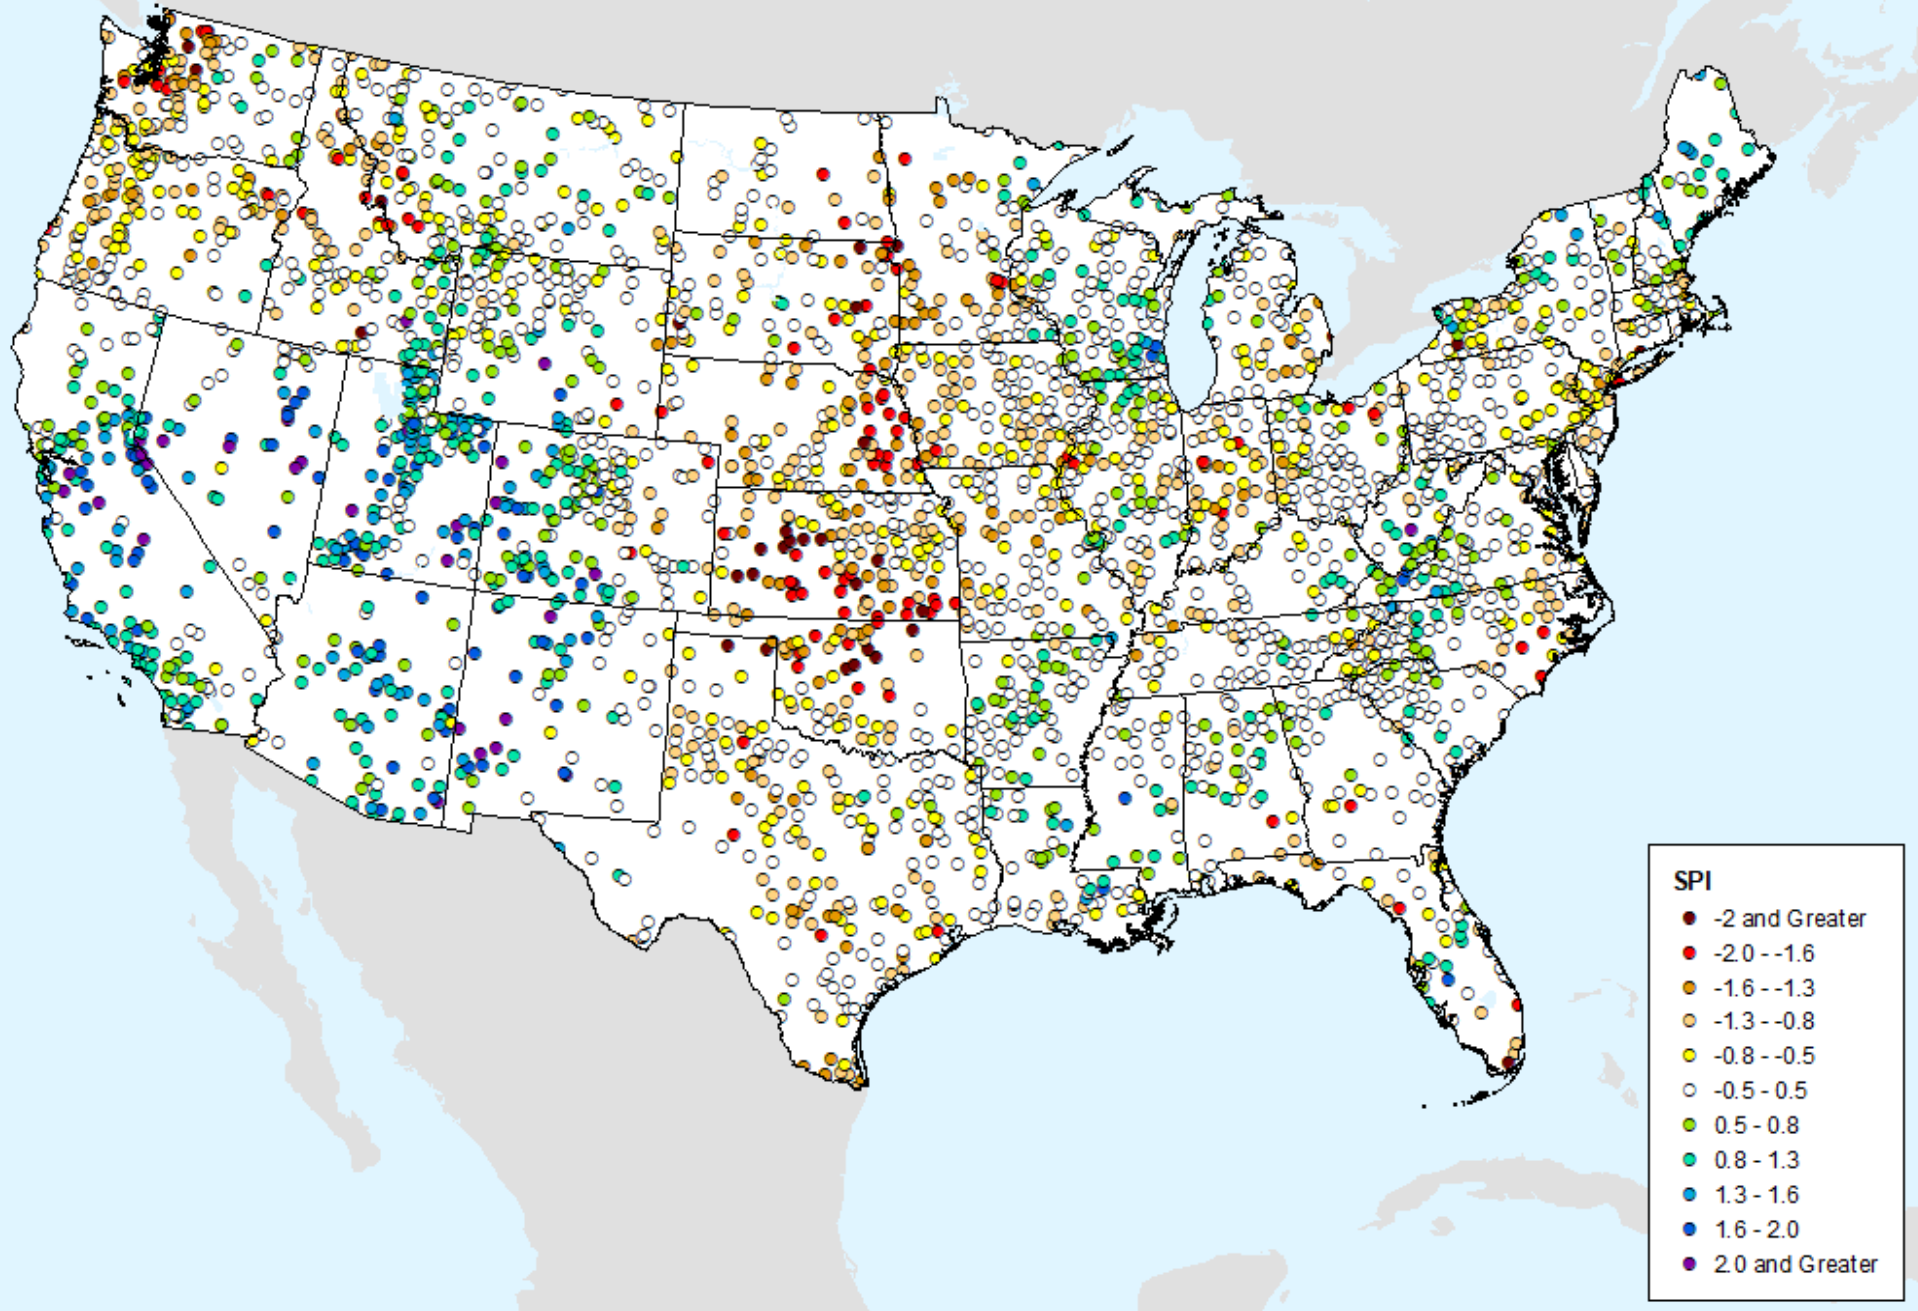 SPI
-2 and Greater
-2.0 - -1.6
-1.6 - -1.3
-1.3 - -0.8
-0.8 - -0.5
-0.5 - 0.5
0.5 - 0.8
0.8 - 1.3
1.3 - 1.6
1.6 - 2.0
2.0 and Greater